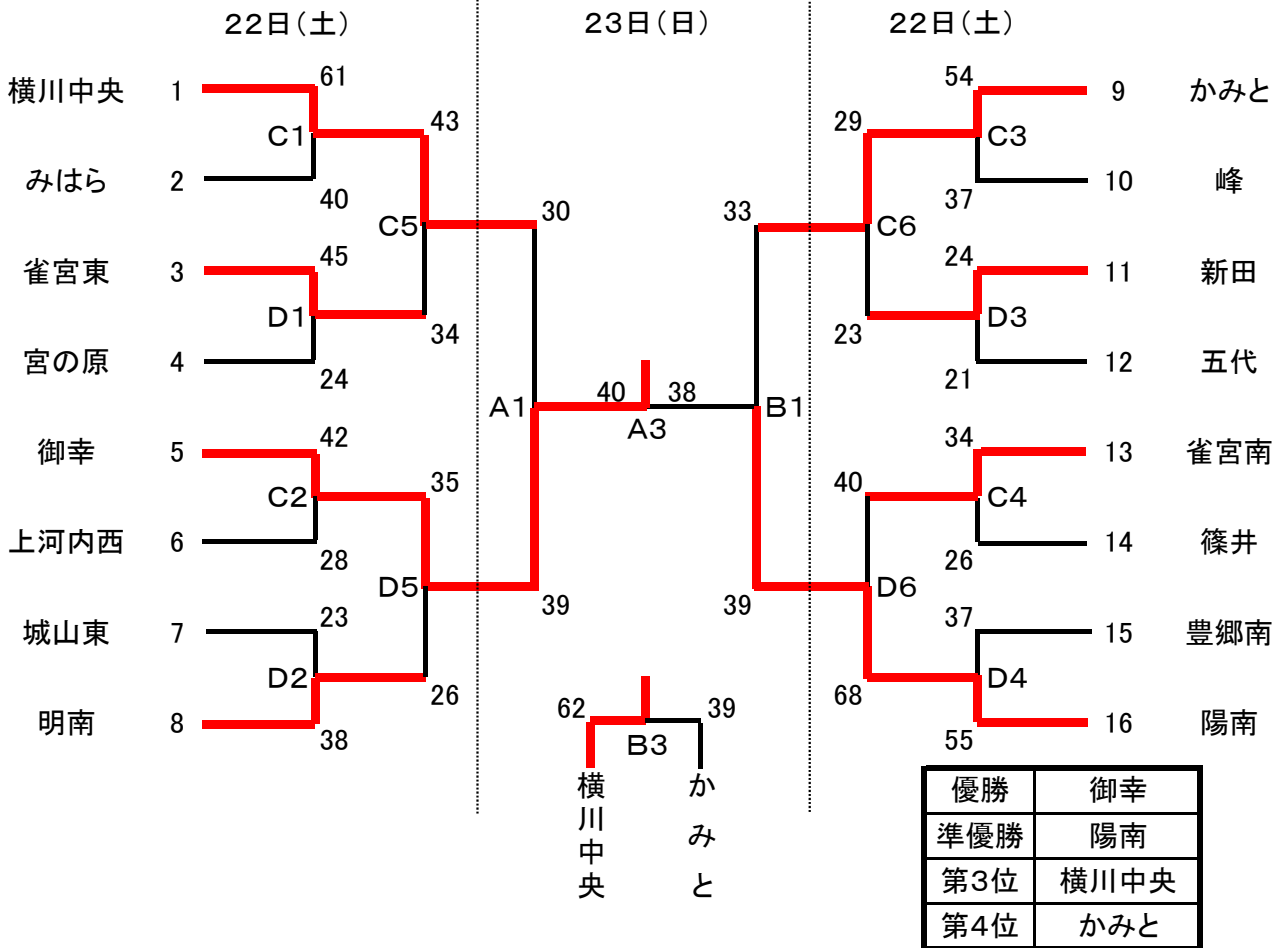 22日(土) 23日(日) 22日(土)
横川中央 1 61 54 9 かみと
43 29
C1 C3
みはら 2 40 37 10 峰
30 33
C5 C6
雀宮東 3 45 24 11 新田
D1 D3
34 23
宮の原 4 24 21 12 五代
A1 40 38 B1
A3
御幸 5 42 34 13 雀宮南
35 40
C2 C4
上河内西 6 28 26 14 篠井
D5 D6
39 39
城山東 7 23 37 15 豊郷南
D2 D4
26 68
明南 8 38 55 16 陽南
62 39
B3
横川中央 かみと
優勝 御幸
準優勝 陽南
第3位 横川中央
第4位 かみと